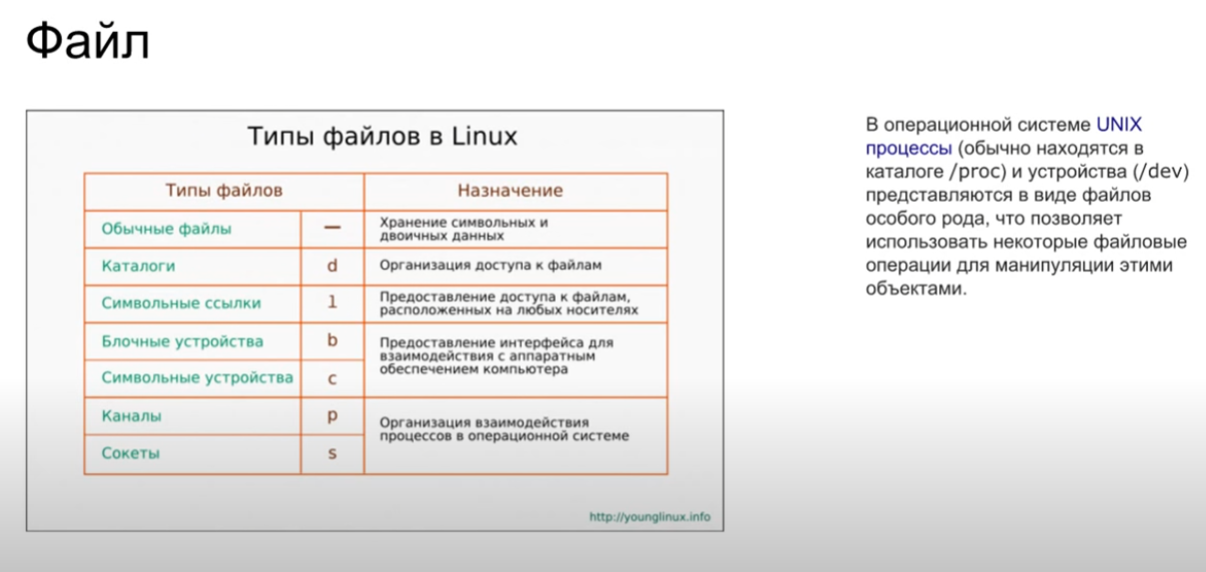 Файл
Типы файлов в Linux
Типы файлов
Назначение
Обычные файлы
—
Хранение символьных и
двоичных данных
Каталоги
d
Организация доступа к файлам
Символьные ссылки
l
Предоставление доступа к файлам,
расположенных на любых носителях
Блочные устройства
b
Предоставление интерфейса для
взаимодействия с аппаратным
обеспечением компьютера
Символьные устройства
c
Каналы
p
Организация взаимодействия
процессов в операционной системе
Сокеты
s
http://younglinux.info
В операционной системе UNIX
процессы (обычно находятся в
каталоге /proc) и устройства (/dev)
представляются в виде файлов
особого рода, что позволяет
использовать некоторые файловые
операции для манипуляции этими
объектами.